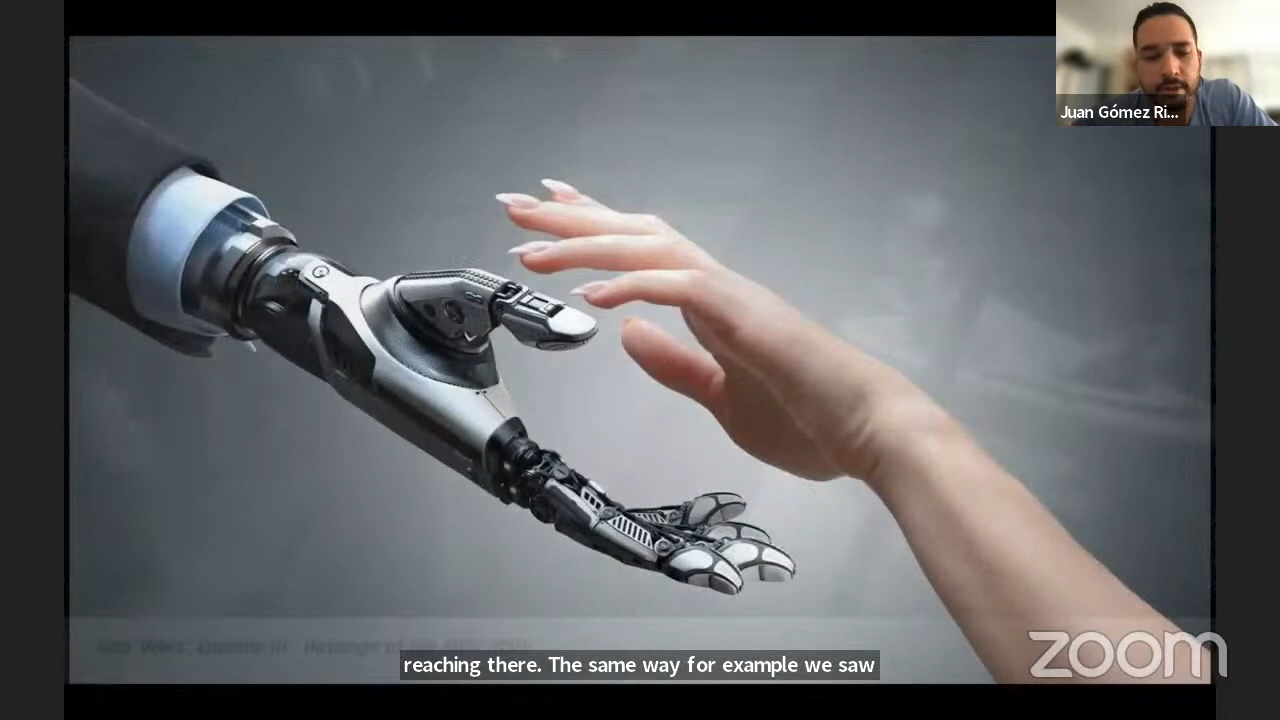 Juan Gómez Ri...
reaching there. The same way for example we saw
zoom